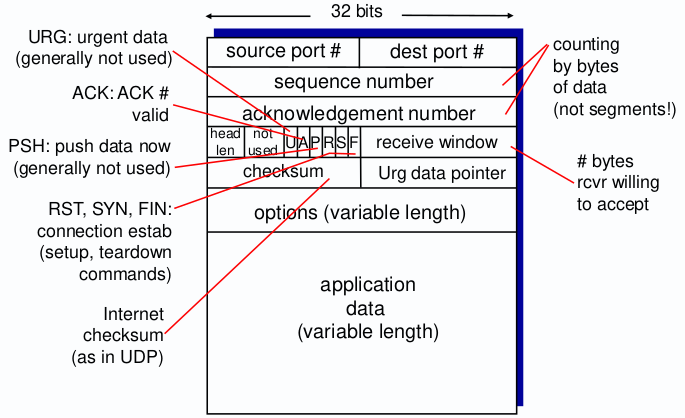 32 bits
URG: urgent data
(generally not used)
ACK: ACK #
valid
PSH: push data now
(generally not used)
RST, SYN, FIN:
connection estab
(setup, teardown
commands)
Internet
checksum
(as in UDP)
source port #
dest port #
sequence number
acknowledgement number
head
len
not
used
U A P R S F
receive window
checksum
Urg data pointer
options (variable length)
application
data
(variable length)
counting
by bytes
of data
(not segments!)
# bytes
rcvr willing
to accept